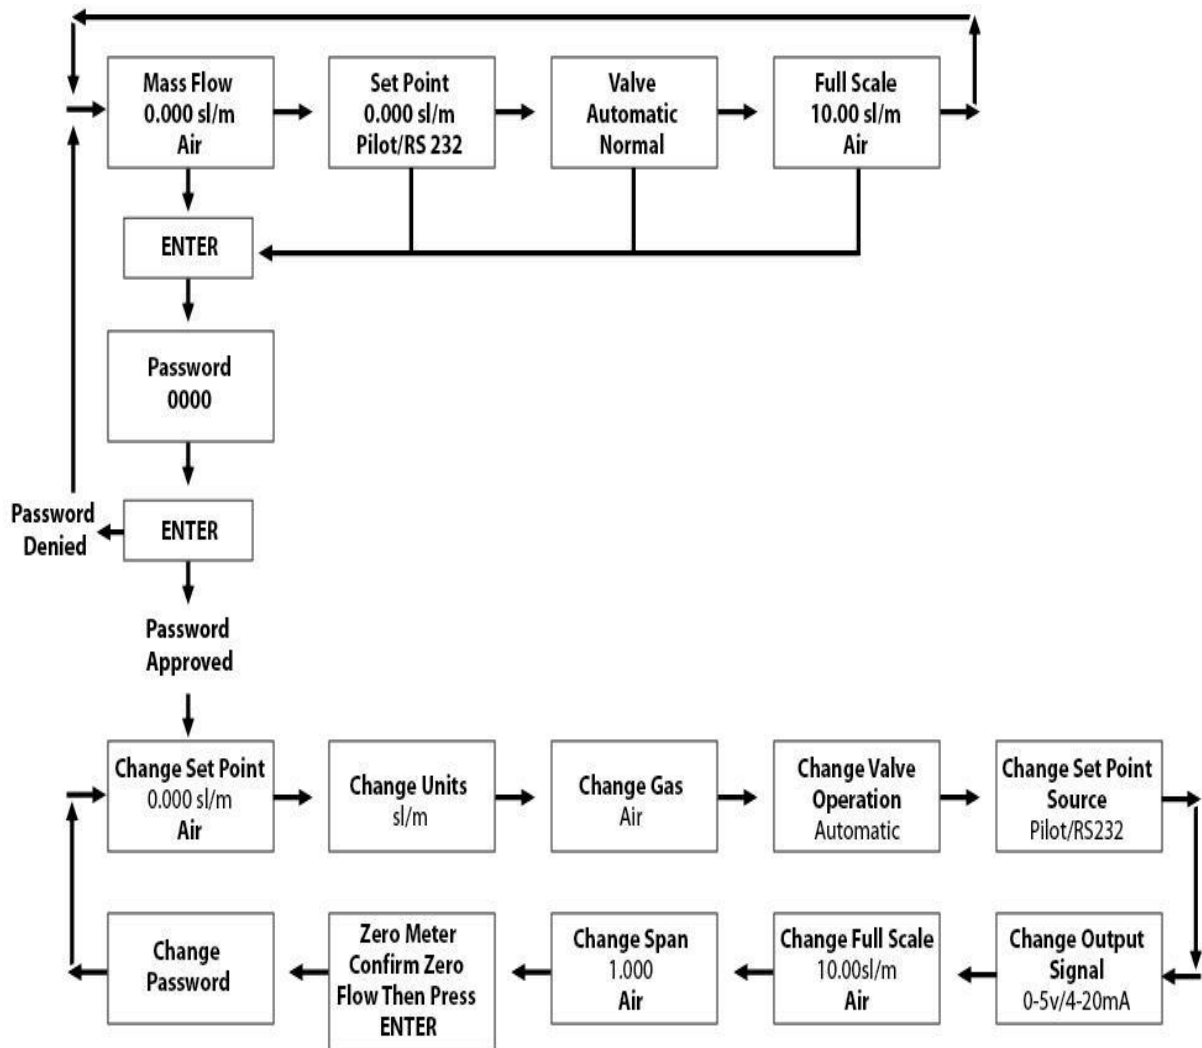 Mass Flow
0.000 sl/m
Air
Set Point
0.000 sl/m
Pilot/RS 232
Valve
Automatic
Normal
Full Scale
10.00 sl/m
Air
ENTER
Password
0000
Password
Denied
ENTER
Password
Approved
Change Set Point
0.000 sl/m
Air
Change Units
sl/m
Change Gas
Air
Change Valve
Operation
Automatic
Change Set Point
Source
Pilot/RS232
Change
Password
Zero Meter
Confirm Zero
Flow Then Press
ENTER
Change Span
1.000
Air
Change Full Scale
10.00sl/m
Air
Change Output
Signal
0-5v/4-20mA